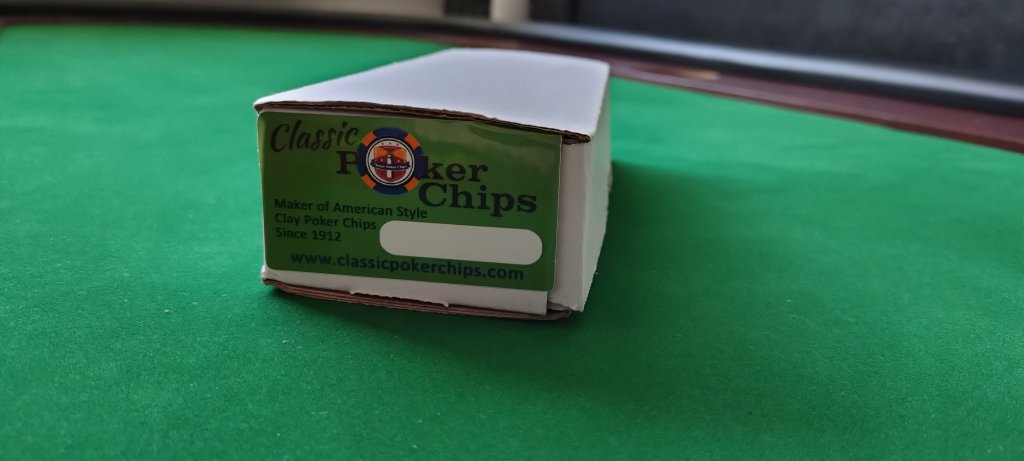 Classic
Poker
Chips
Maker of American Style
Clay Poker Chips
Since 1912
www.classicpokerchips.com